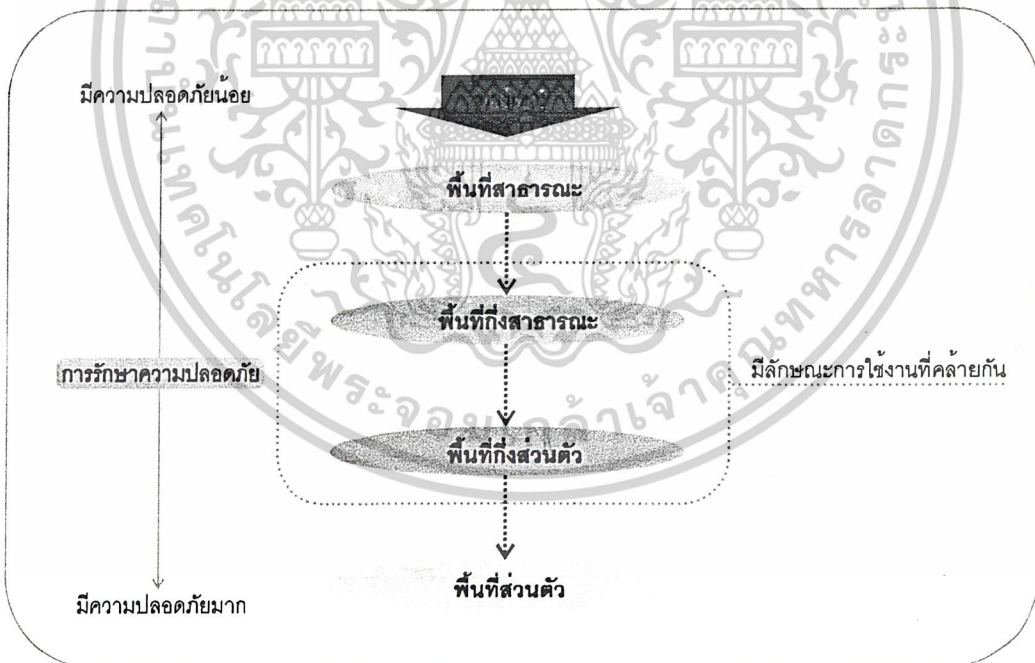 มีความปลอดภัยน้อย
พื้นที่สาธารณะ
พื้นที่กึ่งสาธารณะ
การรักษาความปลอดภัย
มีลักษณะการใช้งานที่คล้ายกัน
พื้นที่กึ่งส่วนตัว
พื้นที่ส่วนตัว
มีความปลอดภัยมาก